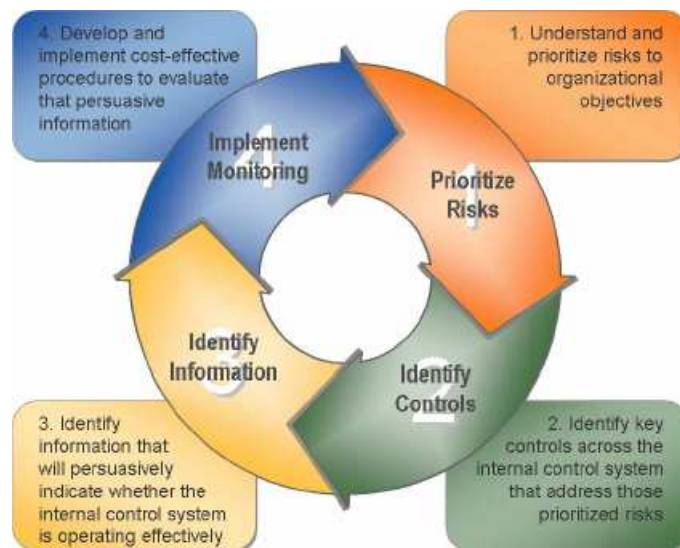 4. Develop and
implement cost-effective
procedures to evaluate
that persuasive
information
1. Understand and
prioritize risks to
organizational
objectives
4
Implement
Monitoring
1
Prioritize
Risks
3
Identify
Information
2
Identify
Controls
3. Identify
information that
will persuasively
indicate whether the
internal control system
is operating effectively
2. Identify key
controls across the
internal control system
that address those
prioritized risks